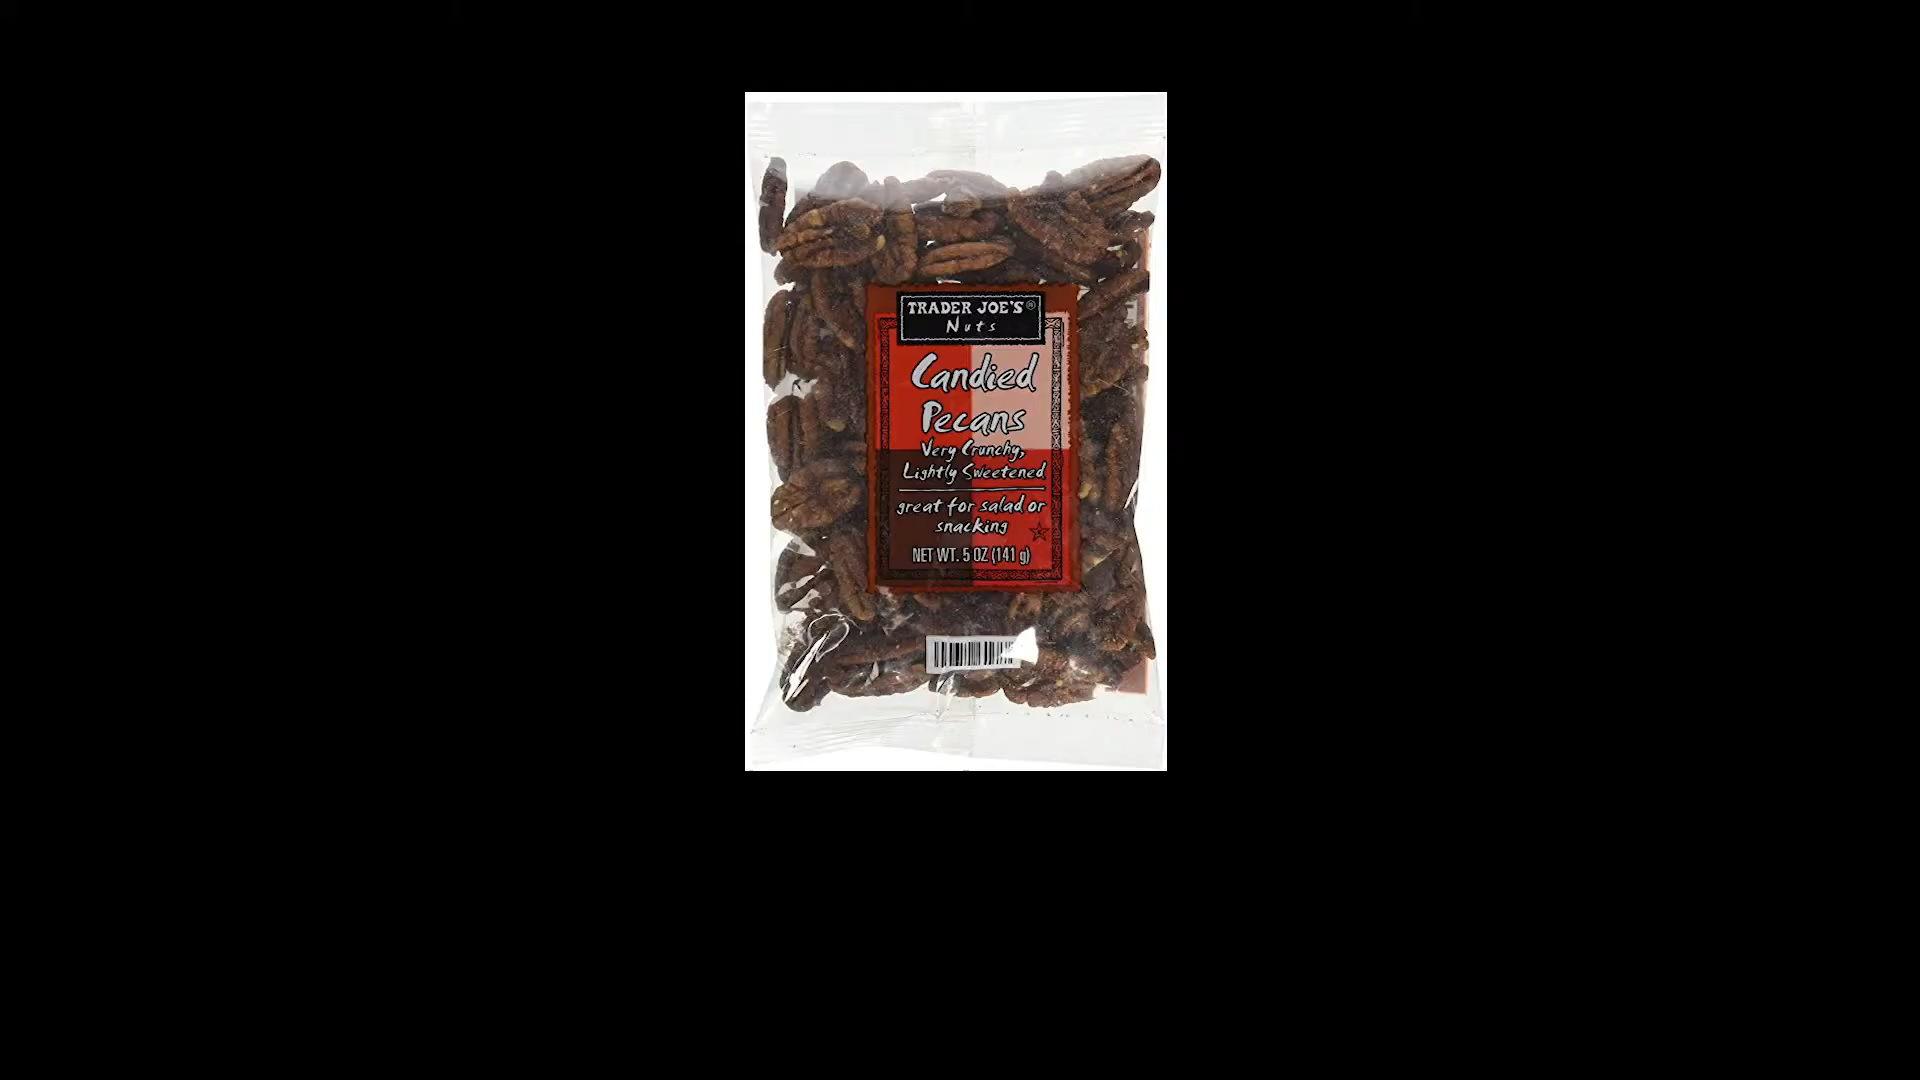 TRADER JOE'S®
Nuts
Candied
Pecans
Very Crunchy,
Lightly Sweetened
great for salad or
snacking
NET WT. 5 OZ (141 g)